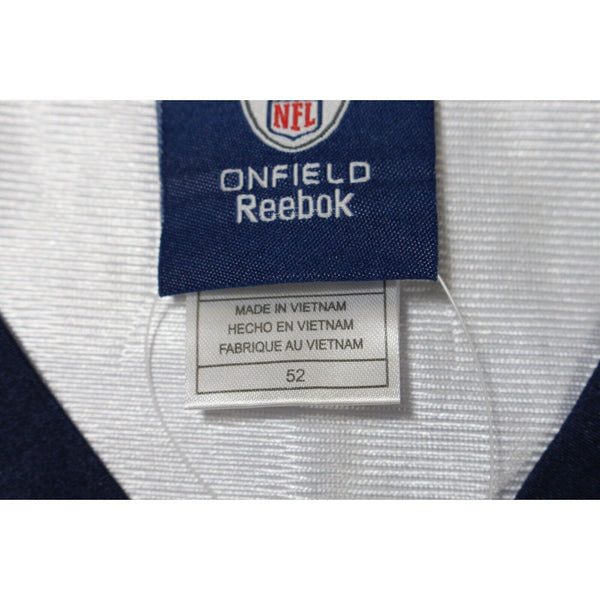 NFL
ONFIELD
Reebok
MADE IN VIETNAM
HECHO EN VIETNAM
FABRIQUE AU VIETNAM
52